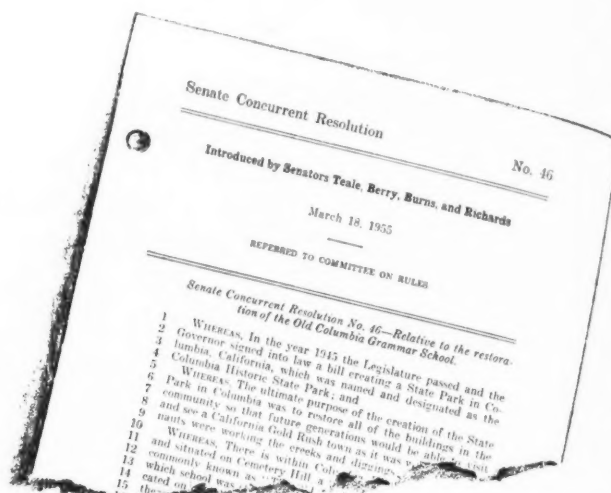 Senate Concurrent Resolution No. 46
Introduced by Senators Teale, Berry, Burns, and Richards
March 18, 1955
REFERRED TO COMMITTEE ON RULES
Senate Concurrent Resolution No. 46—Relative to the restora-
tion of the Old Columbia Grammar School.
1 WHEREAS, In the year 1945 the Legislature passed and the
2 Governor signed into law a bill creating a State Park in Co-
3 lumbia, California, which was named and designated as the
4 Columbia Historic State Park; and
5 WHEREAS, The ultimate purpose of the creation of the State
6 Park in Columbia was to restore all of the buildings in the
7 community so that future generations would be able to visit
8 and see a California Gold Rush town as it was
9 nauts were working the creeks and diggings
10 WHEREAS, There is within
11 and situated on Cemetery Hill a
12 commonly known as
13 which school was
14 cated on
15